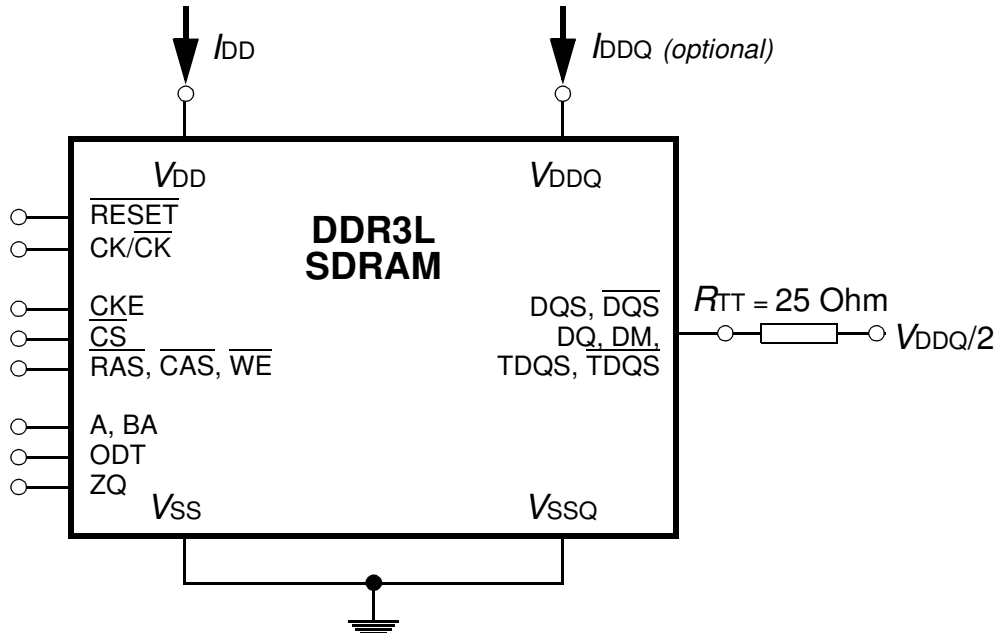 IDD
IDDQ (optional)
VDD
VDDQ
RESET
CK/CK
DDR3L
SDRAM
CKE
CS
RAS, CAS, WE
DQS, DQS
DQ, DM,
TDQS, TDQS
RTT = 25 Ohm
VDDQ/2
A, BA
ODT
ZQ
VSS
VSSQ